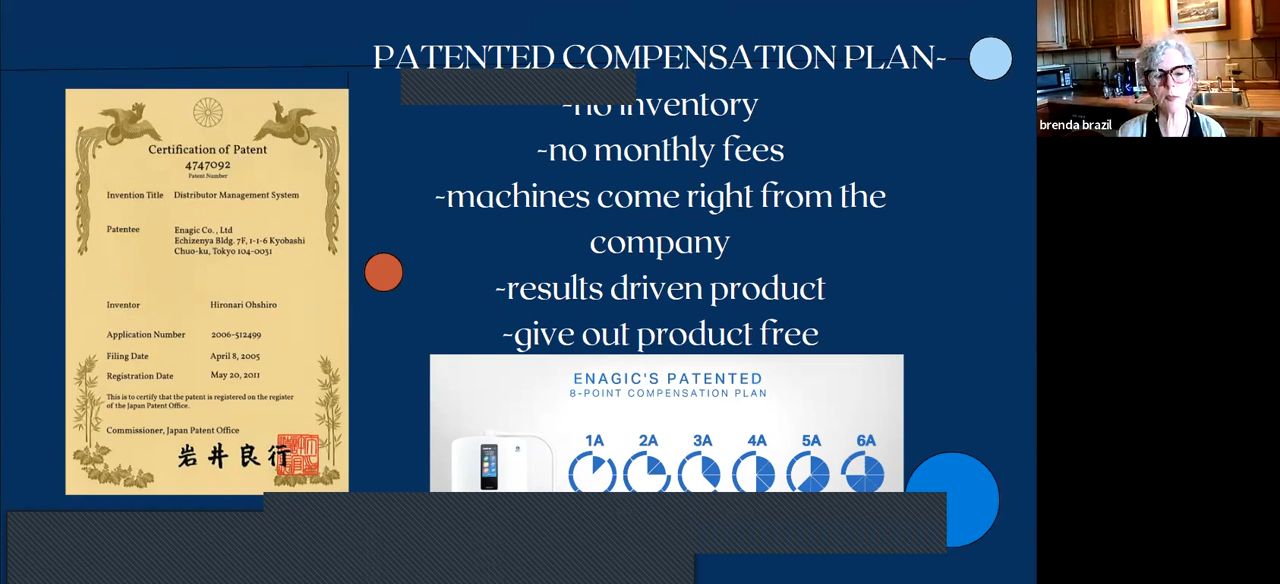 PATENTED COMPENSATION PLAN-
-no inventory
-no monthly fees
-machines come right from the
company
-results driven product
-give out product free
Certification of Patent
4747092
Patent Number
Invention Title Distributor Management System
Patentee Enagic Co. , Ltd
Echizenya Bldg. 7F, 1-1-6 Kyobashi
Chuo-ku, Tokyo 104-0031
Inventor Hironari Ohshiro
Application Number 2006-512499
Filing Date April 8, 2005
Registration Date May 20, 2011
This is to certify that the patent is registered on the register
of the Japan Patent Office.
Commissioner, Japan Patent Office
岩井良行
ENAGIC'S PATENTED
8-POINT COMPENSATION PLAN
1A 2A 3A 4A 5A 6A
brenda brazil